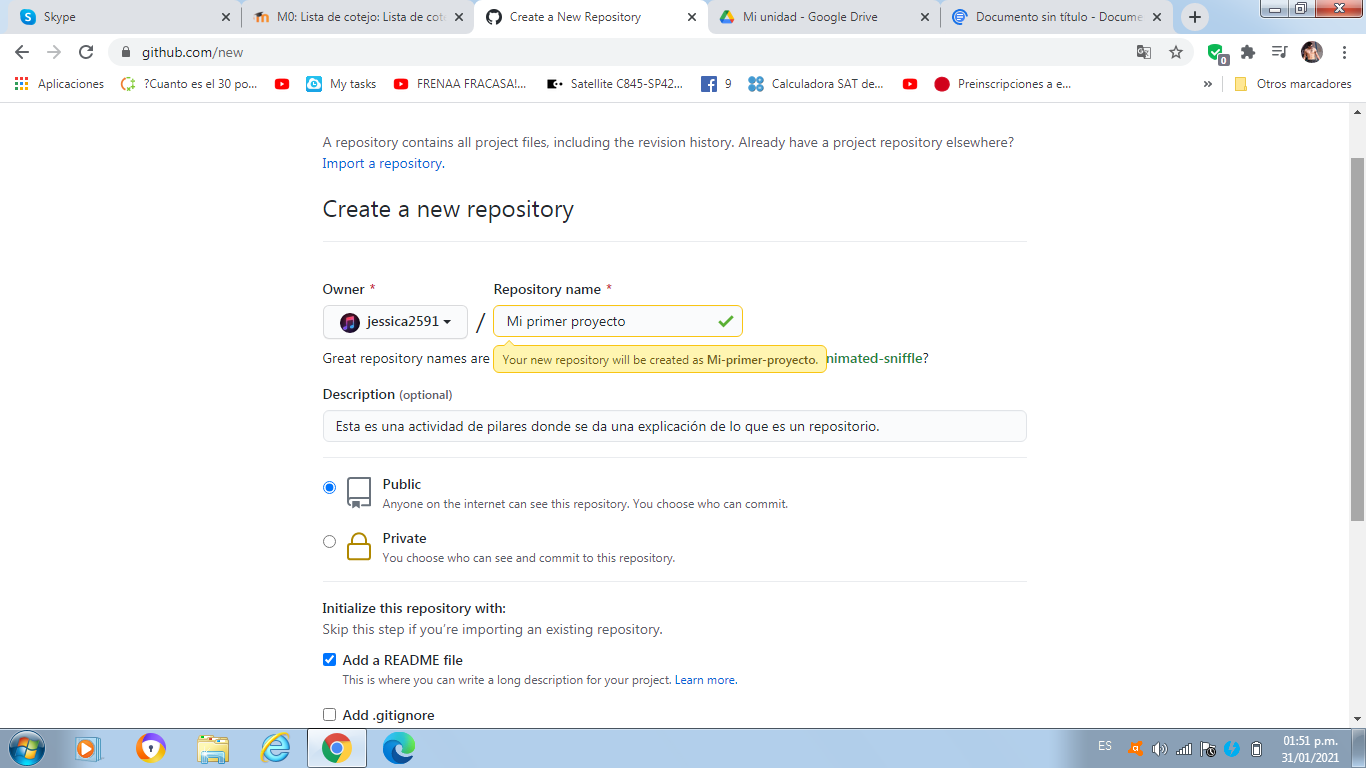 Skype
M0: Lista de cotejo: Lista de cot
Create a New Repository
Mi unidad - Google Drive
Documento sin título - Docume
github.com/new
0
Aplicaciones
?Cuanto es el 30 po...
My tasks
FRENAA FRACASA!...
Satellite C845-SP42...
9
Calculadora SAT de...
Preinscripciones a e...
»
Otros marcadores
A repository contains all project files, including the revision history. Already have a project repository elsewhere?
Import a repository.
Create a new repository
Owner *
Repository name *
jessica2591
/
Mi primer proyecto
Great repository names are
Your new repository will be created as Mi-primer-proyecto.
nimated-sniffle?
Description (optional)
Esta es una actividad de pilares donde se da una explicación de lo que es un repositorio.
Public
Anyone on the internet can see this repository. You choose who can commit.
Private
You choose who can see and commit to this repository.
Initialize this repository with:
Skip this step if you're importing an existing repository.
Add a README file
This is where you can write a long description for your project. Learn more.
Add .gitignore
ES
01:51 p.m.
31/01/2021